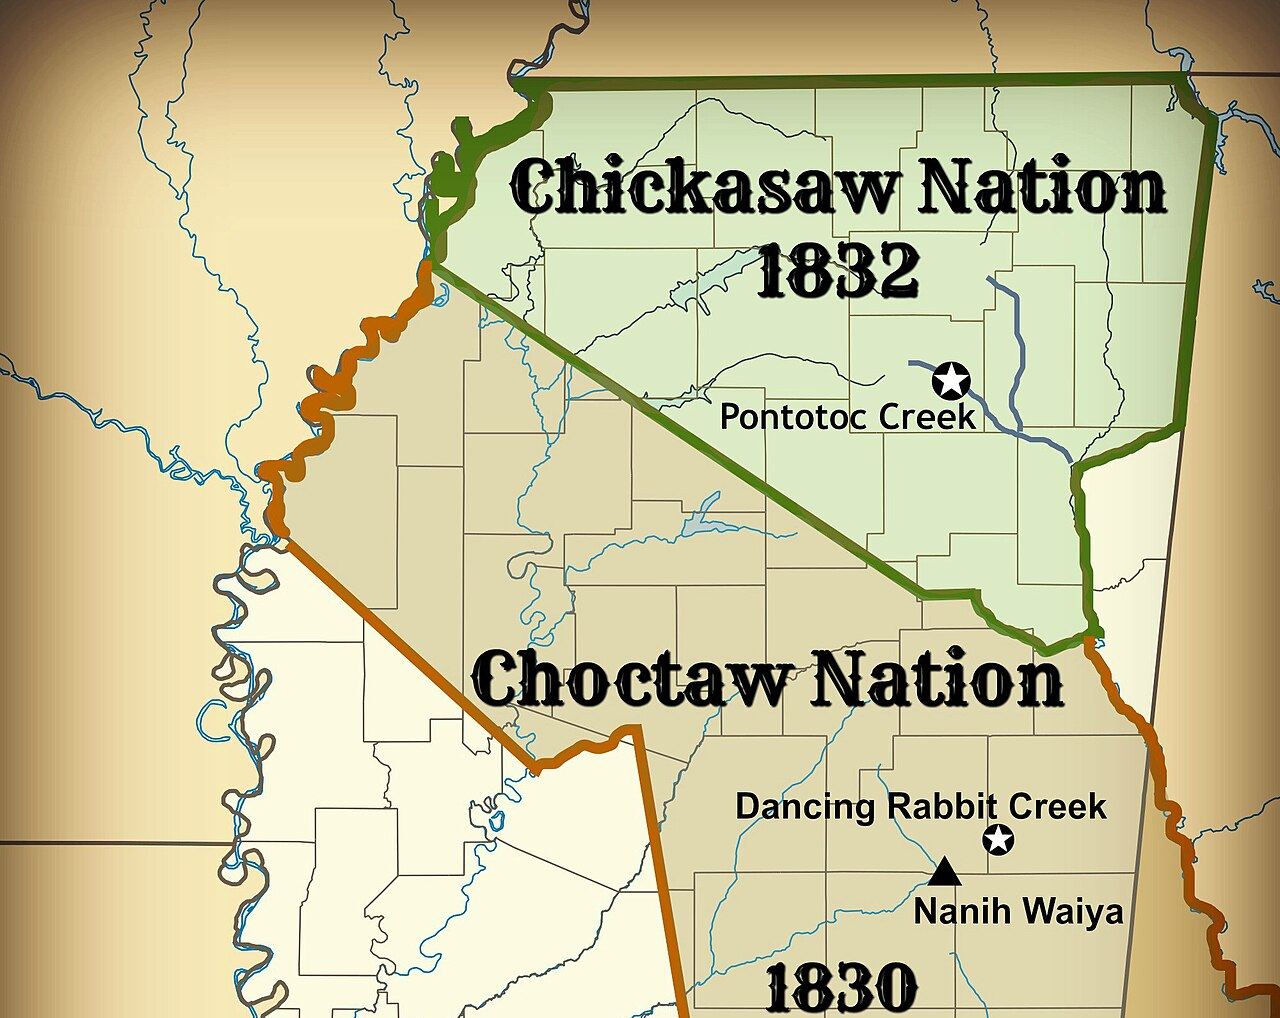 Chickasaw Nation
1832
Pontotoc Creek
Choctaw Nation
Dancing Rabbit Creek
Nanih Waiya
1830